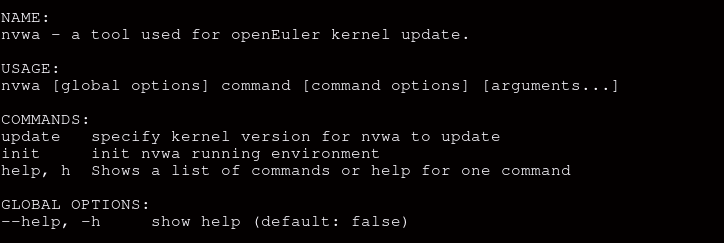 NAME:
nvwa - a tool used for openEuler kernel update.
USAGE:
nvwa [global options] command [command options] [arguments...]
COMMANDS:
update   specify kernel version for nvwa to update
init     init nvwa running environment
help, h  Shows a list of commands or help for one command
GLOBAL OPTIONS:
--help, -h     show help (default: false)